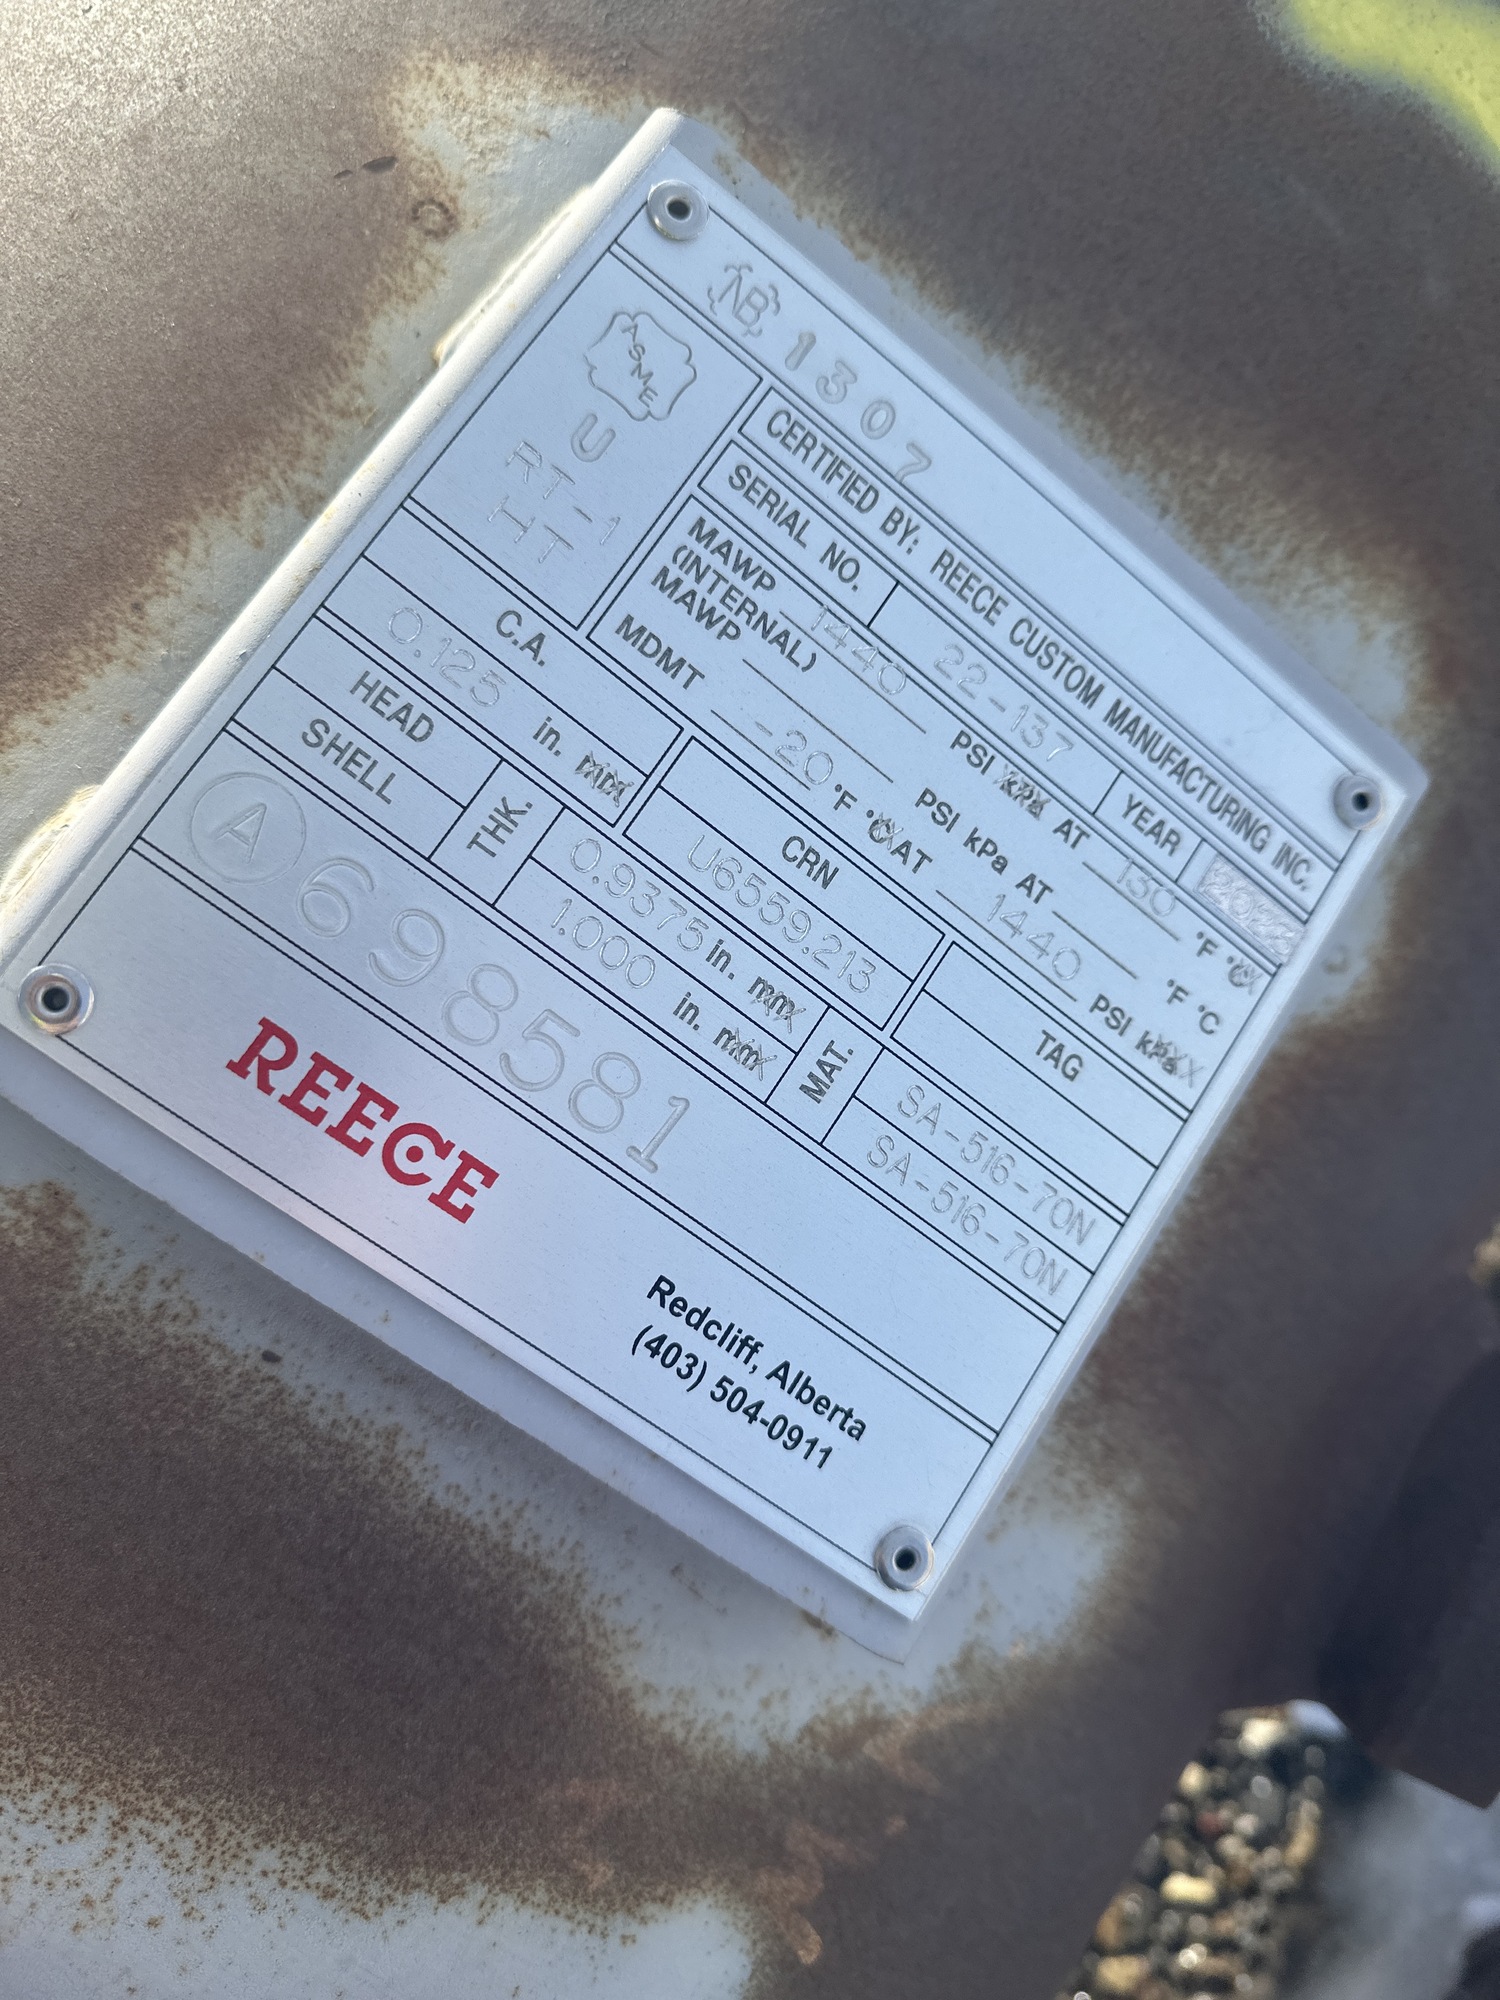 NB 1307
ASME
U
RT-1
HT
CERTIFIED BY: REECE CUSTOM MANUFACTURING INC.
SERIAL NO. 22-137 YEAR
MAWP 1440 PSI kPa AT 130 °F °C
(INTERNAL)
MAWP PSI kPa AT °F °C
MDMT -20 °F °C AT 1440 PSI kPa
C.A. CRN TAG
0.125 in. mm U6559.213
HEAD THK. 0.9375 in. mm MAT. SA-516-70N
SHELL 1.000 in. mm SA-516-70N
A 698581
REECE
Redcliff, Alberta
(403) 504-0911